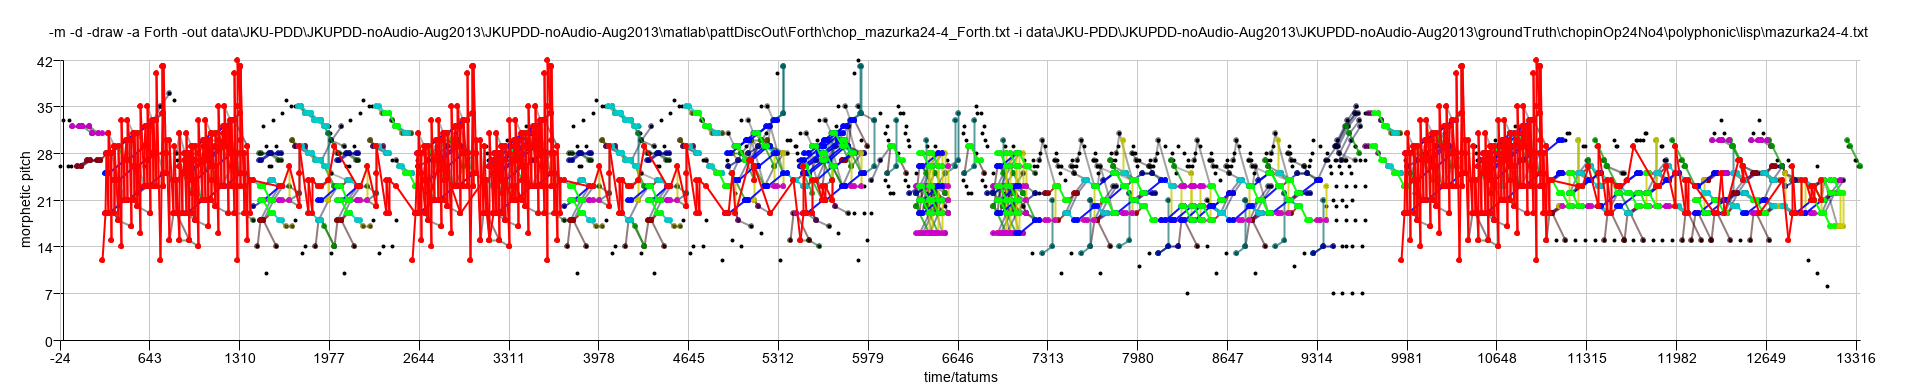 -m -d -draw -a Forth -out data\JKU-PDD\JKUPDD-noAudio-Aug2013\JKUPDD-noAudio-Aug2013\matlab\pattDiscOut\Forth\chop_mazurka24-4_Forth.txt -i data\JKU-PDD\JKUPDD-noAudio-Aug2013\JKUPDD-noAudio-Aug2013\groundTruth\chopinOp24No4\polyphonic\lisp\mazurka24-4.txt
42
35
28
21
14
7
0
morphetic pitch
-24 643 1310 1977 2644 3311 3978 4645 5312 5979 6646 7313 7980 8647 9314 9981 10648 11315 11982 12649 13316
time/tatums